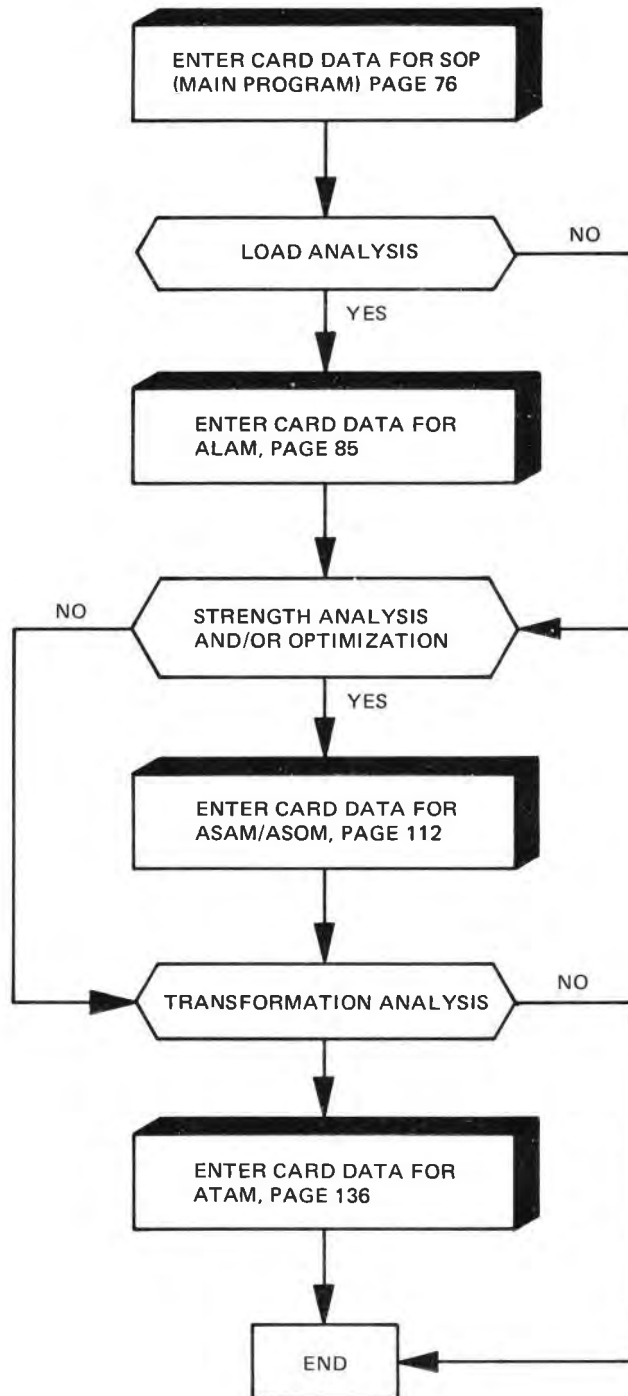 ENTER CARD DATA FOR SOP
(MAIN PROGRAM) PAGE 76
LOAD ANALYSIS
NO
YES
ENTER CARD DATA FOR
ALAM, PAGE 85
NO
STRENGTH ANALYSIS
AND/OR OPTIMIZATION
YES
ENTER CARD DATA FOR
ASAM/ASOM, PAGE 112
TRANSFORMATION ANALYSIS
NO
ENTER CARD DATA FOR
ATAM, PAGE 136
END